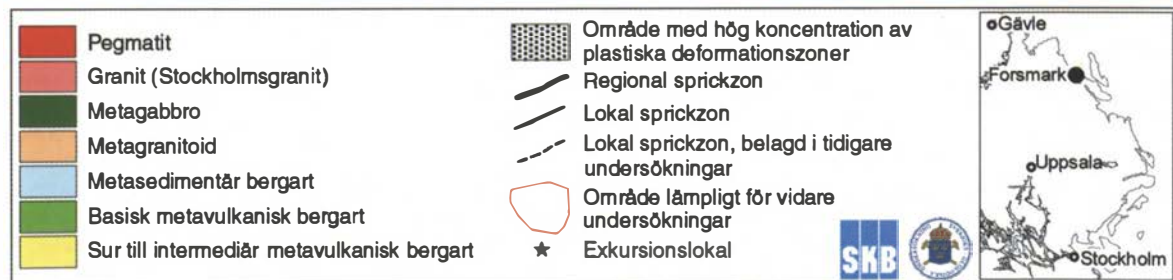 Pegmatit
Granit (Stockholmsgranit)
Metagabbro
Metagranitoid
Metasedimentär bergart
Basisk metavulkanisk bergart
Sur till intermediär metavulkanisk bergart
Område med hög koncentration av
plastiska deformationszoner
Regional sprickzon
Lokal sprickzon
Lokal sprickzon, belagd i tidigare
undersökningar
Område lämpligt för vidare
undersökningar
Exkursionslokal
SKB
Gävle
Forsmark
Uppsala
Stockholm